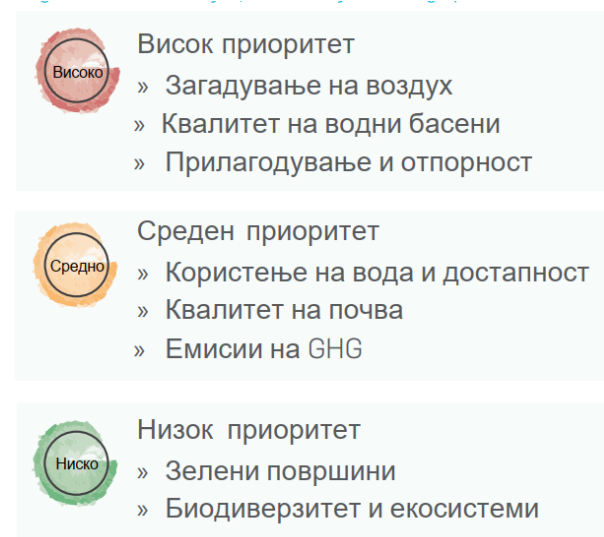 Висок приоритет
Високо
» Загадување на воздух
» Квалитет на водни басени
» Прилагодување и отпорност
Среден приоритет
Средно
» Користење на вода и достапност
» Квалитет на почва
» Емисии на GHG
Низок приоритет
Ниско
» Зелени површини
» Биодиверзитет и екосистеми